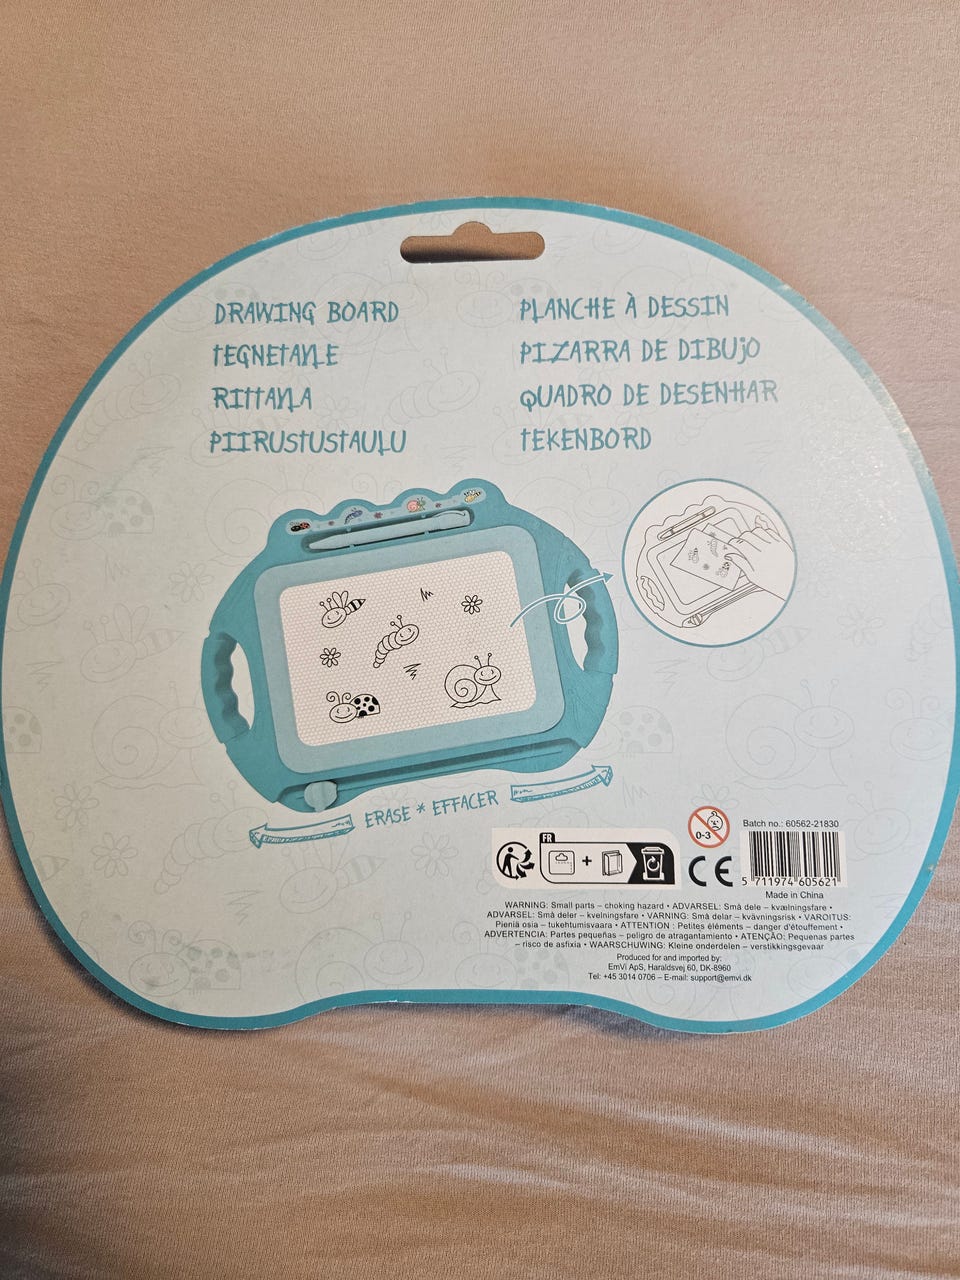 DRAWING BOARD
TEGNETAVLE
RITTAVLA
PIIRUSTUSTAULU
PLANCHE À DESSIN
PIZARRA DE DIBUJO
QUADRO DE DESENHAR
TEKENBORD
ERASE * EFFACER
FR
+
0-3
CE
Batch no.: 60562-21830
5 711974 605621
Made in China
WARNING: Small parts – choking hazard • ADVARSEL: Små dele – kvælningsfare •
ADVARSEL: Små deler – kvelningsfare • VARNING: Små delar – kvävningsrisk • VAROITUS:
Pieniä osia – tukehtumisvaara • ATTENTION : Petites éléments – danger d'étouffement •
ADVERTENCIA: Partes pequeñas – peligro de atragantamiento • ATENÇÃO: Pequenas partes
– risco de asfixia • WAARSCHUWING: Kleine onderdelen – verstikkingsgevaar
Produced for and imported by:
EmVi ApS, Haraldsvej 60, DK-8960
Tel: +45 3014 0706 – E-mail: support@emvi.dk